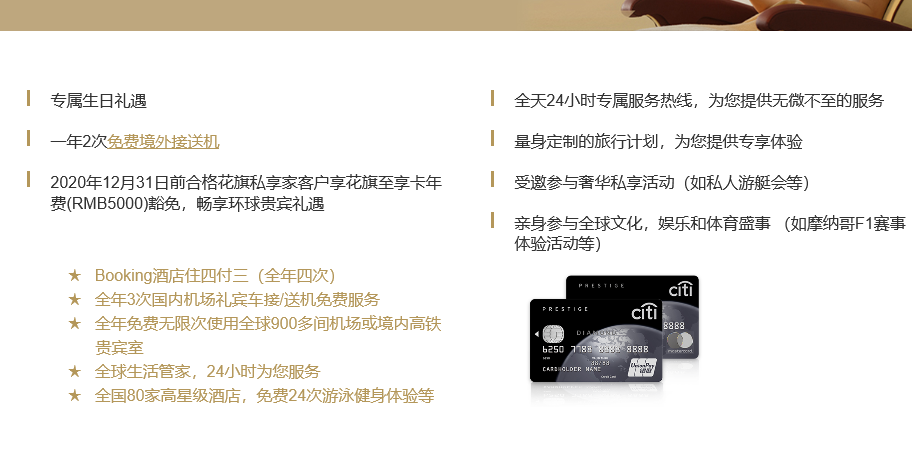 专属生日礼遇
一年2次免费境外接送机
2020年12月31日前合格花旗私享家客户享花旗至享卡年
费(RMB5000)豁免，畅享环球贵宾礼遇
★ Booking酒店住四付三（全年四次）
★ 全年3次国内机场礼宾车接/送机免费服务
★ 全年免费无限次使用全球900多间机场或境内高铁
贵宾室
★ 全球生活管家，24小时为您服务
★ 全国80家高星级酒店，免费24次游泳健身体验等
全天24小时专属服务热线，为您提供无微不至的服务
量身定制的旅行计划，为您提供专享体验
受邀参与奢华私享活动（如私人游艇会等）
亲身参与全球文化，娱乐和体育盛事 （如摩纳哥F1赛事
体验活动等）
PRESTIGE
citi
8888
mastercard
PRESTIGE
citi
6250 7788 8888
CARDHOLDER NAME
UnionPay
银联